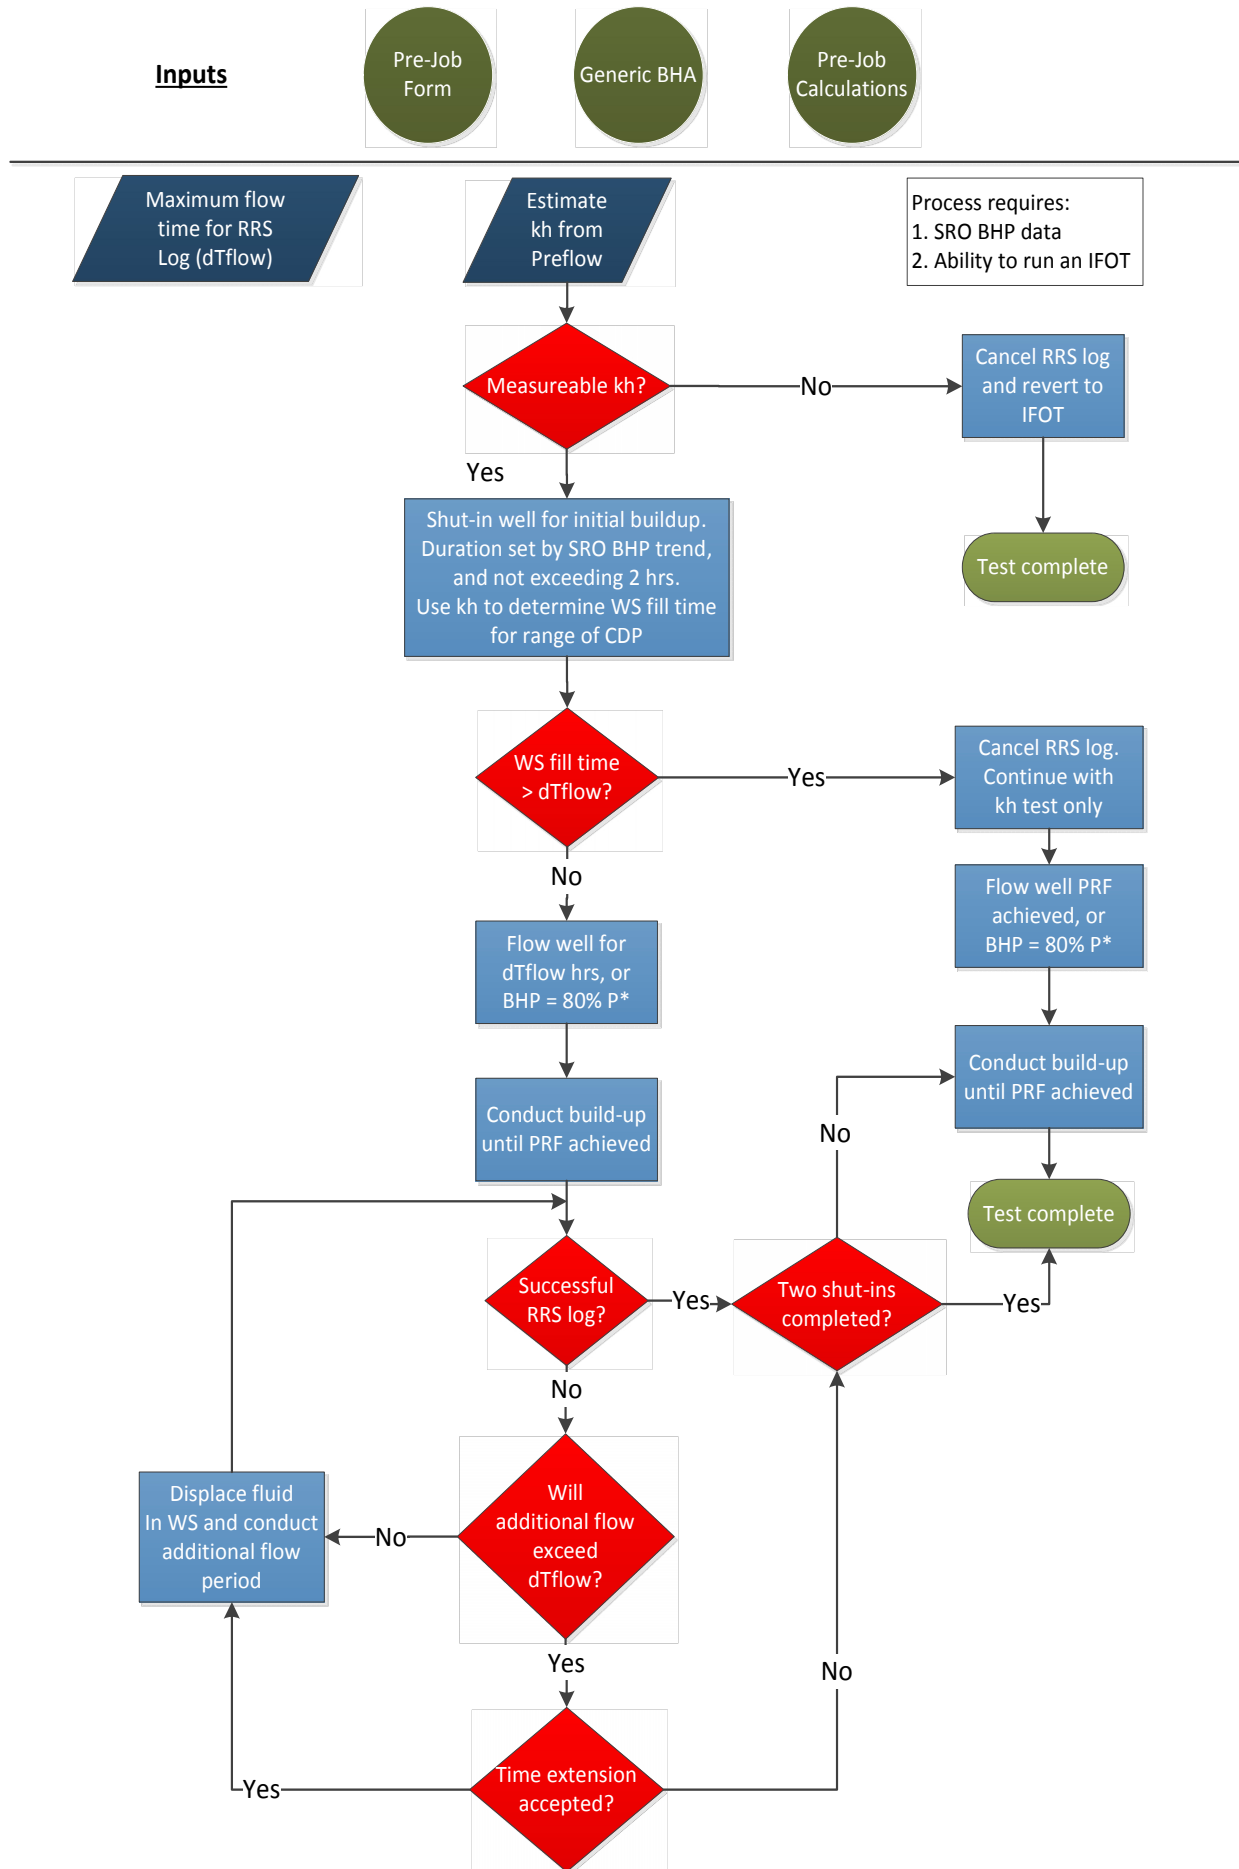 Inputs
Pre-Job
Form
Generic BHA
Pre-Job
Calculations
Maximum flow
time for RRS
Log (dTflow)
Estimate
kh from
Preflow
Process requires:
1. SRO BHP data
2. Ability to run an IFOT
Measureable kh?
No
Cancel RRS log
and revert to
IFOT
Yes
Test complete
Shut-in well for initial buildup.
Duration set by SRO BHP trend,
and not exceeding 2 hrs.
Use kh to determine WS fill time
for range of CDP
WS fill time
> dTflow?
Yes
Cancel RRS log.
Continue with
kh test only
No
Flow well for
dTflow hrs, or
BHP = 80% P*
Flow well PRF
achieved, or
BHP = 80% P*
Conduct build-up
until PRF achieved
Conduct build-up
until PRF achieved
No
Test complete
Successful
RRS log?
Yes
Two shut-ins
completed?
Yes
No
Displace fluid
In WS and conduct
additional flow
period
No
Will
additional flow
exceed
dTflow?
Yes
No
Yes
Time extension
accepted?